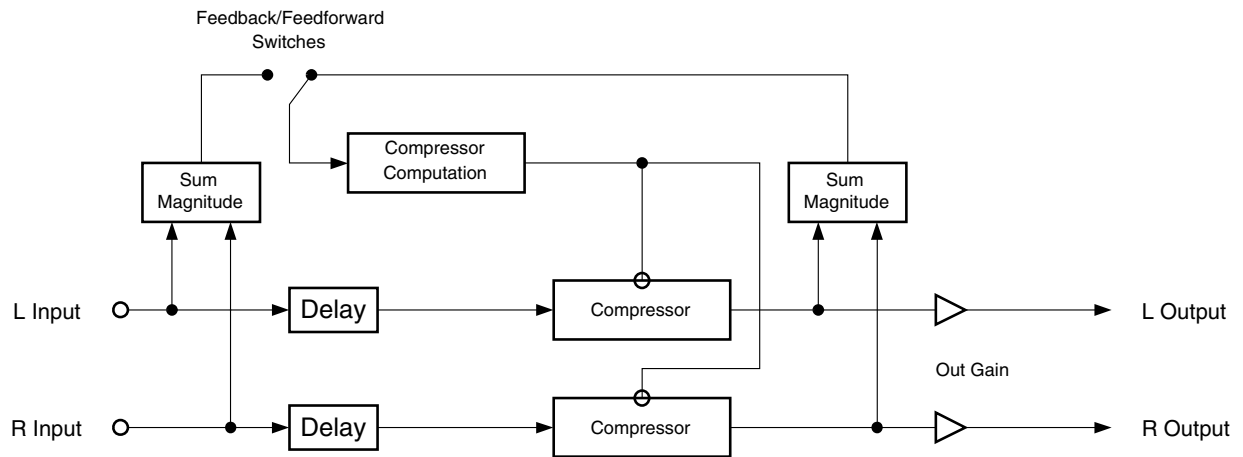 Feedback/Feedforward
Switches
Compressor
Computation
Sum
Magnitude
Sum
Magnitude
L Input
Delay
Compressor
L Output
Out Gain
R Input
Delay
Compressor
R Output